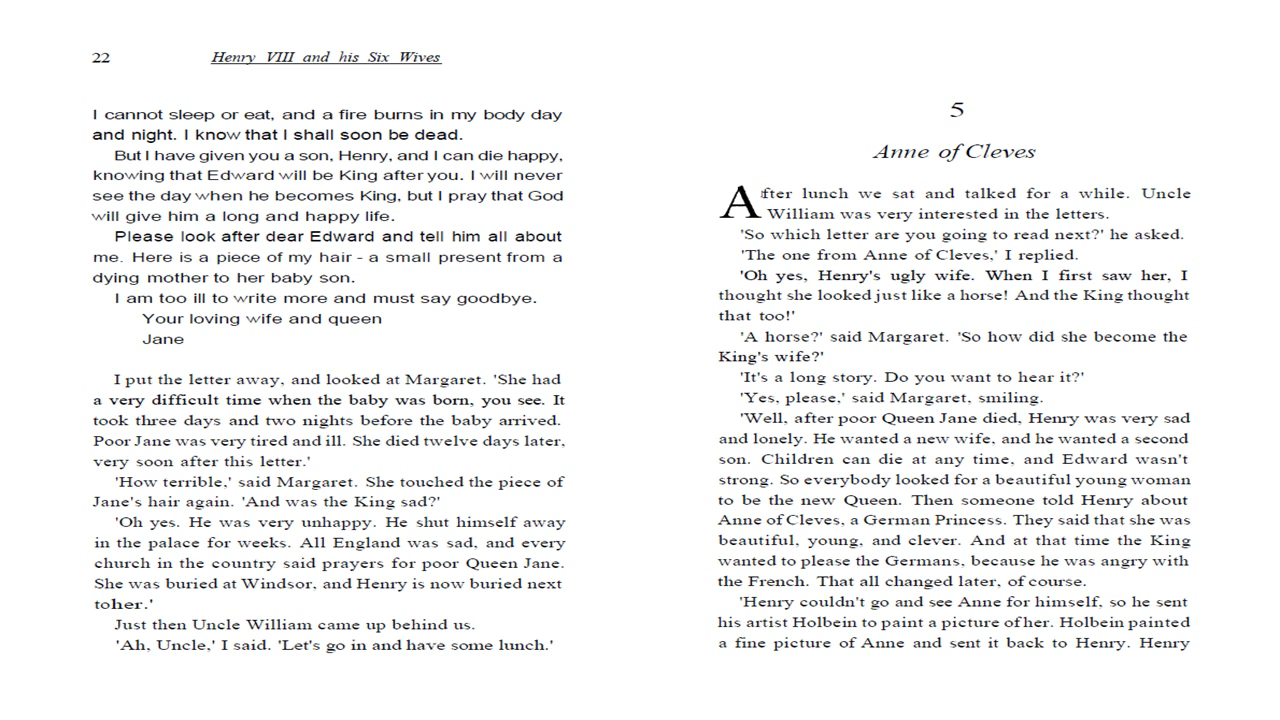 22 Henry VIII and his Six Wives
I cannot sleep or eat, and a fire burns in my body day
and night. I know that I shall soon be dead.
But I have given you a son, Henry, and I can die happy,
knowing that Edward will be King after you. I will never
see the day when he becomes King, but I pray that God
will give him a long and happy life.
Please look after dear Edward and tell him all about
me. Here is a piece of my hair - a small present from a
dying mother to her baby son.
I am too ill to write more and must say goodbye.
Your loving wife and queen
Jane
I put the letter away, and looked at Margaret. 'She had
a very difficult time when the baby was born, you see. It
took three days and two nights before the baby arrived.
Poor Jane was very tired and ill. She died twelve days later,
very soon after this letter.'
'How terrible,' said Margaret. She touched the piece of
Jane's hair again. 'And was the King sad?'
'Oh yes. He was very unhappy. He shut himself away
in the palace for weeks. All England was sad, and every
church in the country said prayers for poor Queen Jane.
She was buried at Windsor, and Henry is now buried next
toher.'
Just then Uncle William came up behind us.
'Ah, Uncle,' I said. 'Let's go in and have some lunch.'
5
Anne of Cleves
After lunch we sat and talked for a while. Uncle
William was very interested in the letters.
'So which letter are you going to read next?' he asked.
'The one from Anne of Cleves,' I replied.
'Oh yes, Henry's ugly wife. When I first saw her, I
thought she looked just like a horse! And the King thought
that too!'
'A horse?' said Margaret. 'So how did she become the
King's wife?'
'It's a long story. Do you want to hear it?'
'Yes, please,' said Margaret, smiling.
'Well, after poor Queen Jane died, Henry was very sad
and lonely. He wanted a new wife, and he wanted a second
son. Children can die at any time, and Edward wasn't
strong. So everybody looked for a beautiful young woman
to be the new Queen. Then someone told Henry about
Anne of Cleves, a German Princess. They said that she was
beautiful, young, and clever. And at that time the King
wanted to please the Germans, because he was angry with
the French. That all changed later, of course.
'Henry couldn't go and see Anne for himself, so he sent
his artist Holbein to paint a picture of her. Holbein painted
a fine picture of Anne and sent it back to Henry. Henry